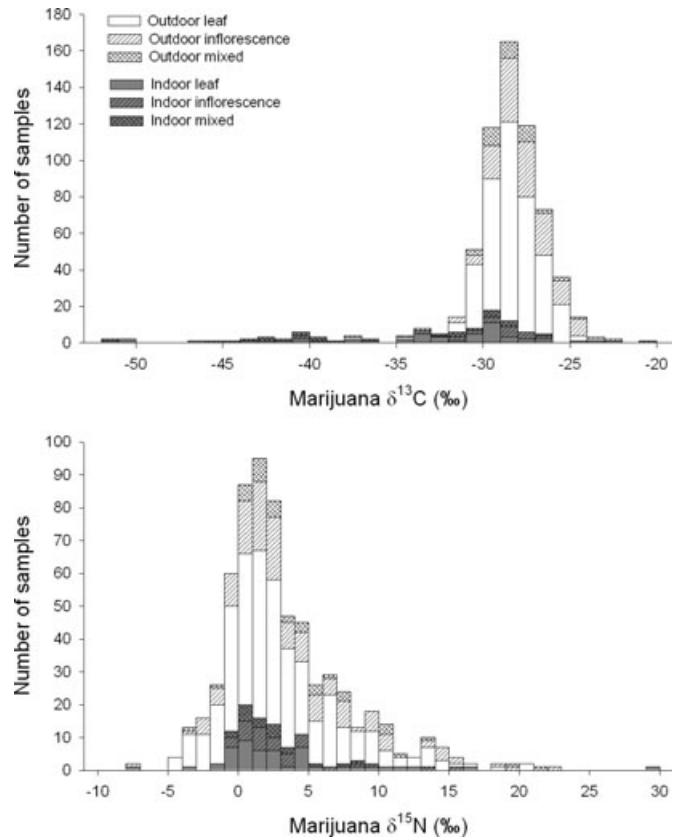 180
160
140
120
100
80
60
40
20
0
Number of samples
Outdoor leaf
Outdoor inflorescence
Outdoor mixed
Indoor leaf
Indoor inflorescence
Indoor mixed
-50 -45 -40 -35 -30 -25 -20
Marijuana δ¹³C (‰)
100
90
80
70
60
50
40
30
20
10
0
Number of samples
-10 -5 0 5 10 15 20 25 30
Marijuana δ¹⁵N (‰)